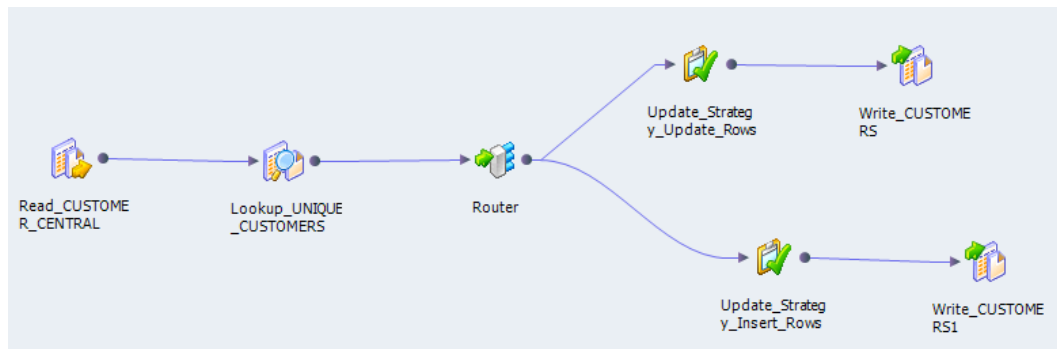 Update_Strateg
y_Update_Rows
Write_CUSTOME
RS
Read_CUSTOME
R_CENTRAL
Lookup_UNIQUE
_CUSTOMERS
Router
Update_Strateg
y_Insert_Rows
Write_CUSTOME
RS1